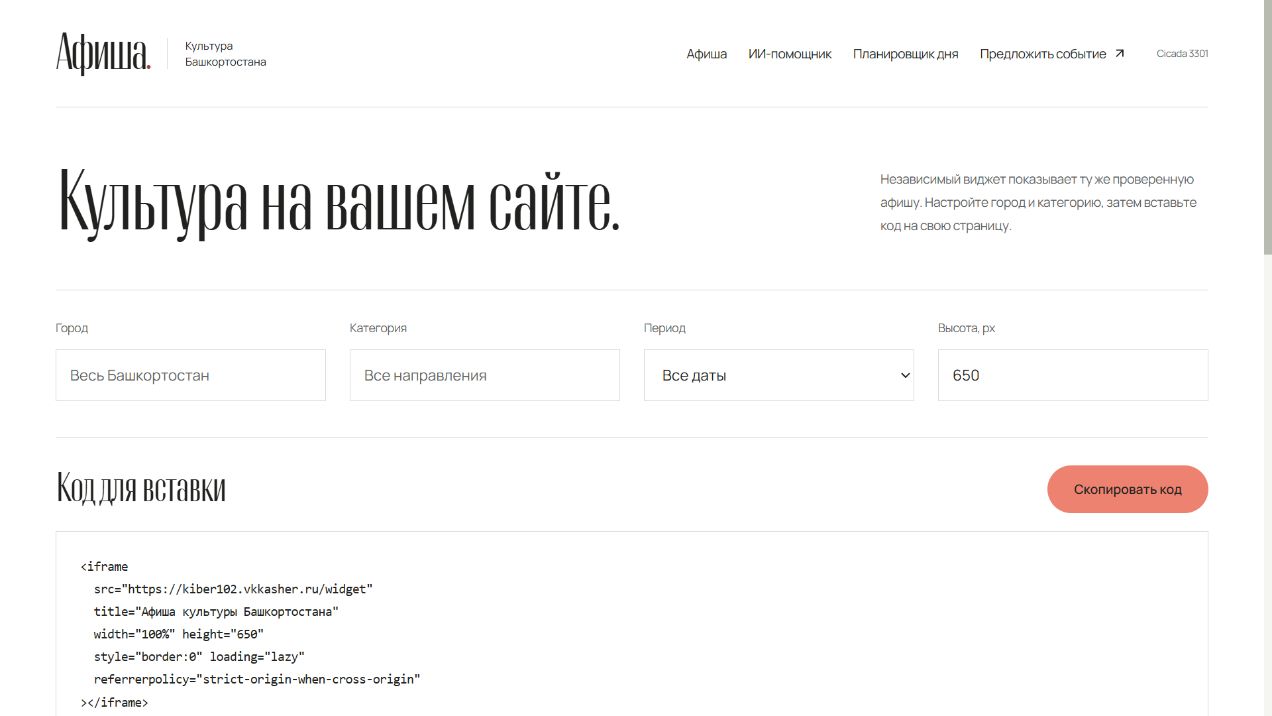 Афиша.
Культура
Башкортостана
Афиша
ИИ-помощник
Планировщик дня
Предложить событие
Cicada 3301
Культура на вашем сайте.
Независимый виджет показывает ту же проверенную
афишу. Настройте город и категорию, затем вставьте
код на свою страницу.
Город
Категория
Период
Высота, px
Весь Башкортостан
Все направления
Все даты
650
Код для вставки
Скопировать код
<iframe
src="https://kiber102.vkkasher.ru/widget"
title="Афиша культуры Башкортостана"
width="100%" height="650"
style="border:0" loading="lazy"
referrerpolicy="strict-origin-when-cross-origin"
></iframe>